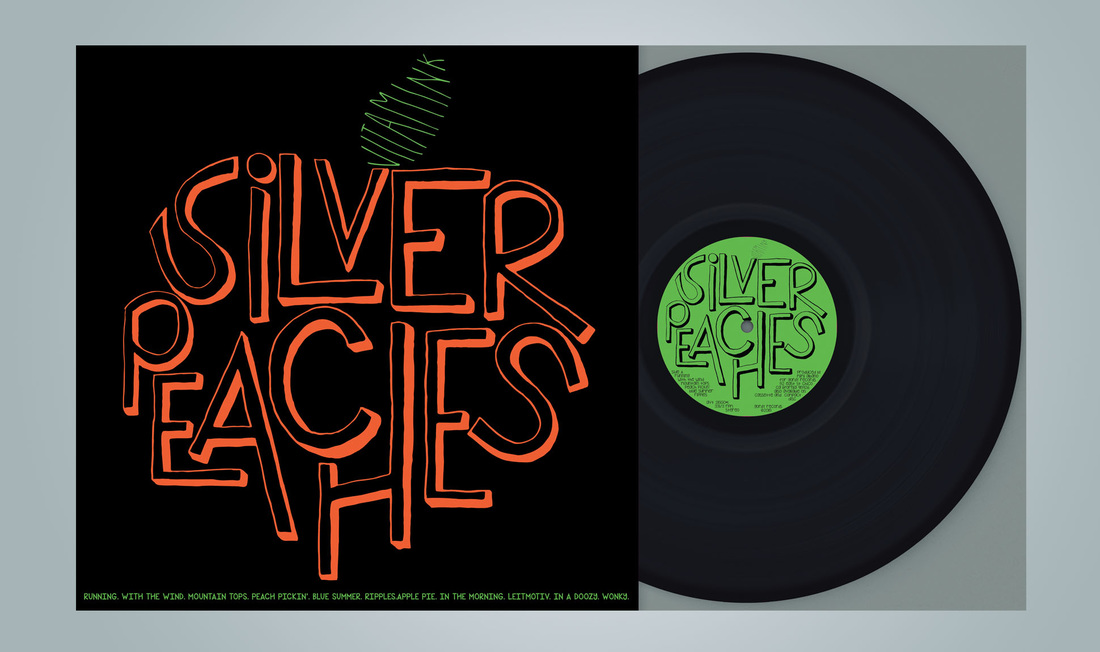 VITAMINK
SiLVER
PEACHES
RUNNING. WITH THE WIND. MOUNTAIN TOPS. PEACH PICKIN'. BLUE SUMMER. RIPPLES.APPLE PIE. IN THE MORNING. LEITMOTIV. IN A DOOZY. WONKY.
SiLVER
PEACHES